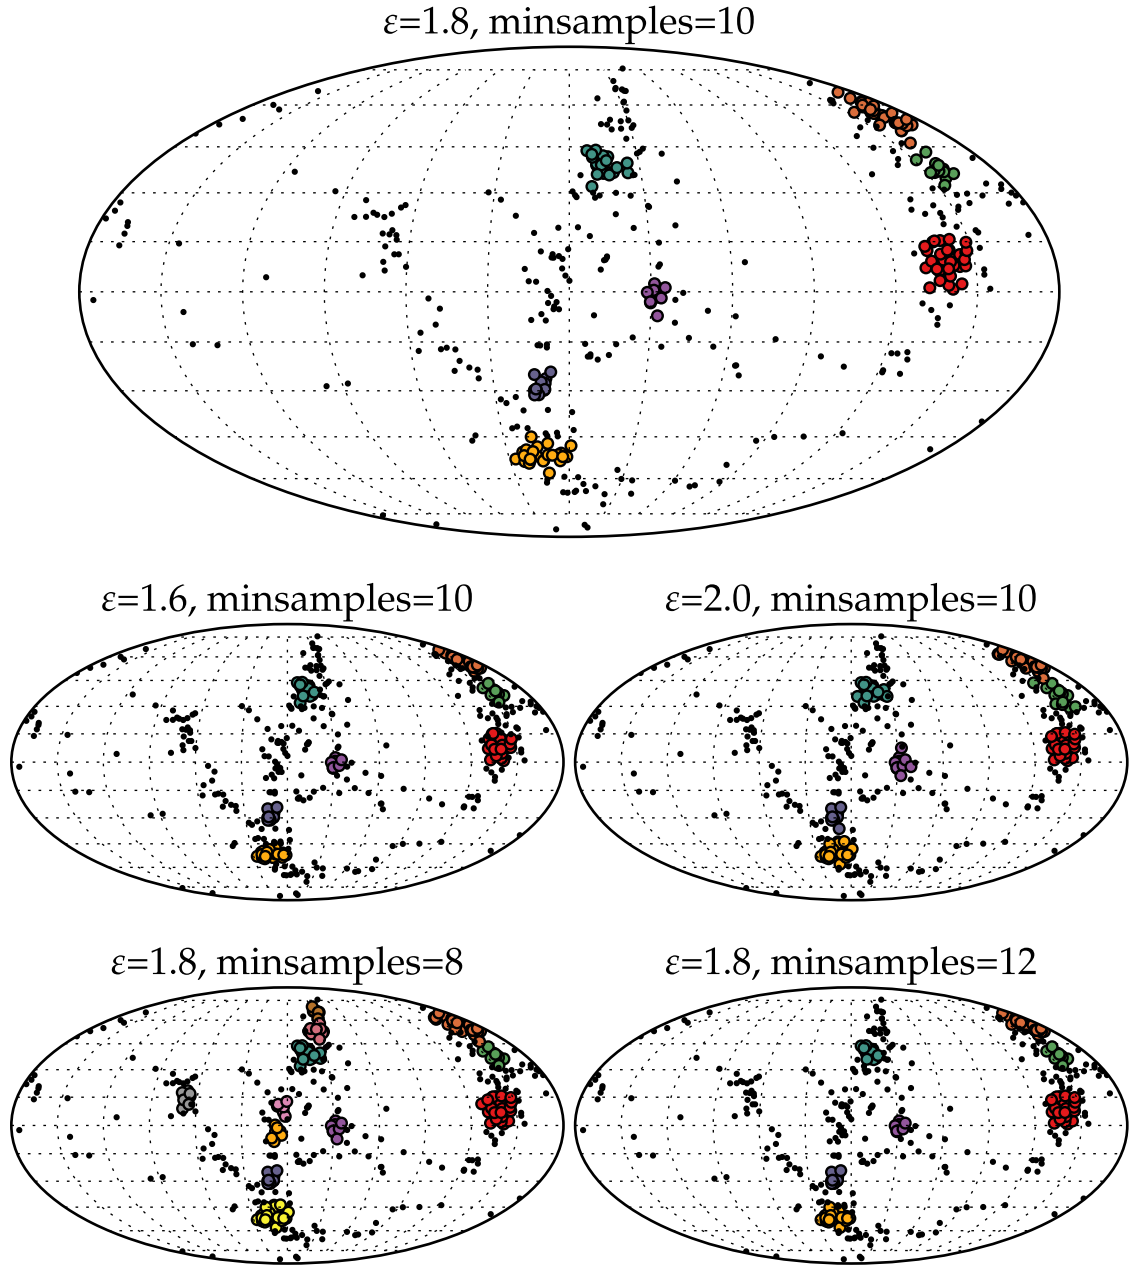 ε=1.8, minsamples=10
ε=1.6, minsamples=10
ε=2.0, minsamples=10
ε=1.8, minsamples=8
ε=1.8, minsamples=12